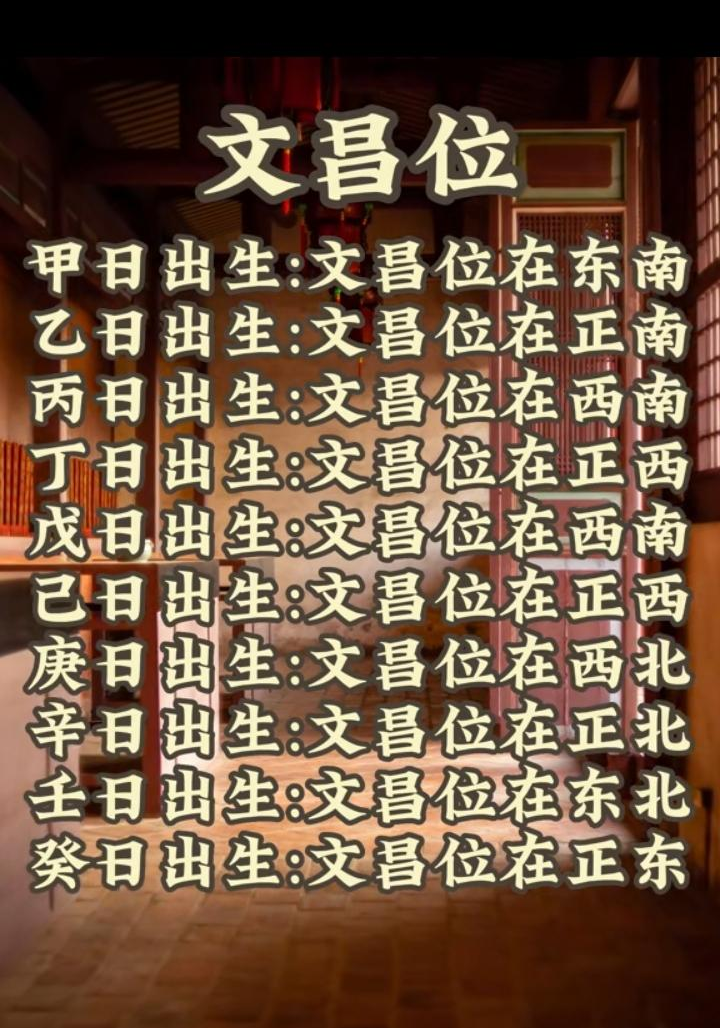 文昌位
甲日出生:文昌位在东南
乙日出生:文昌位在正南
丙日出生:文昌位在西南
丁日出生:文昌位在正西
戊日出生:文昌位在西南
己日出生:文昌位在正西
庚日出生:文昌位在西北
辛日出生:文昌位在正北
壬日出生:文昌位在东北
癸日出生:文昌位在正东